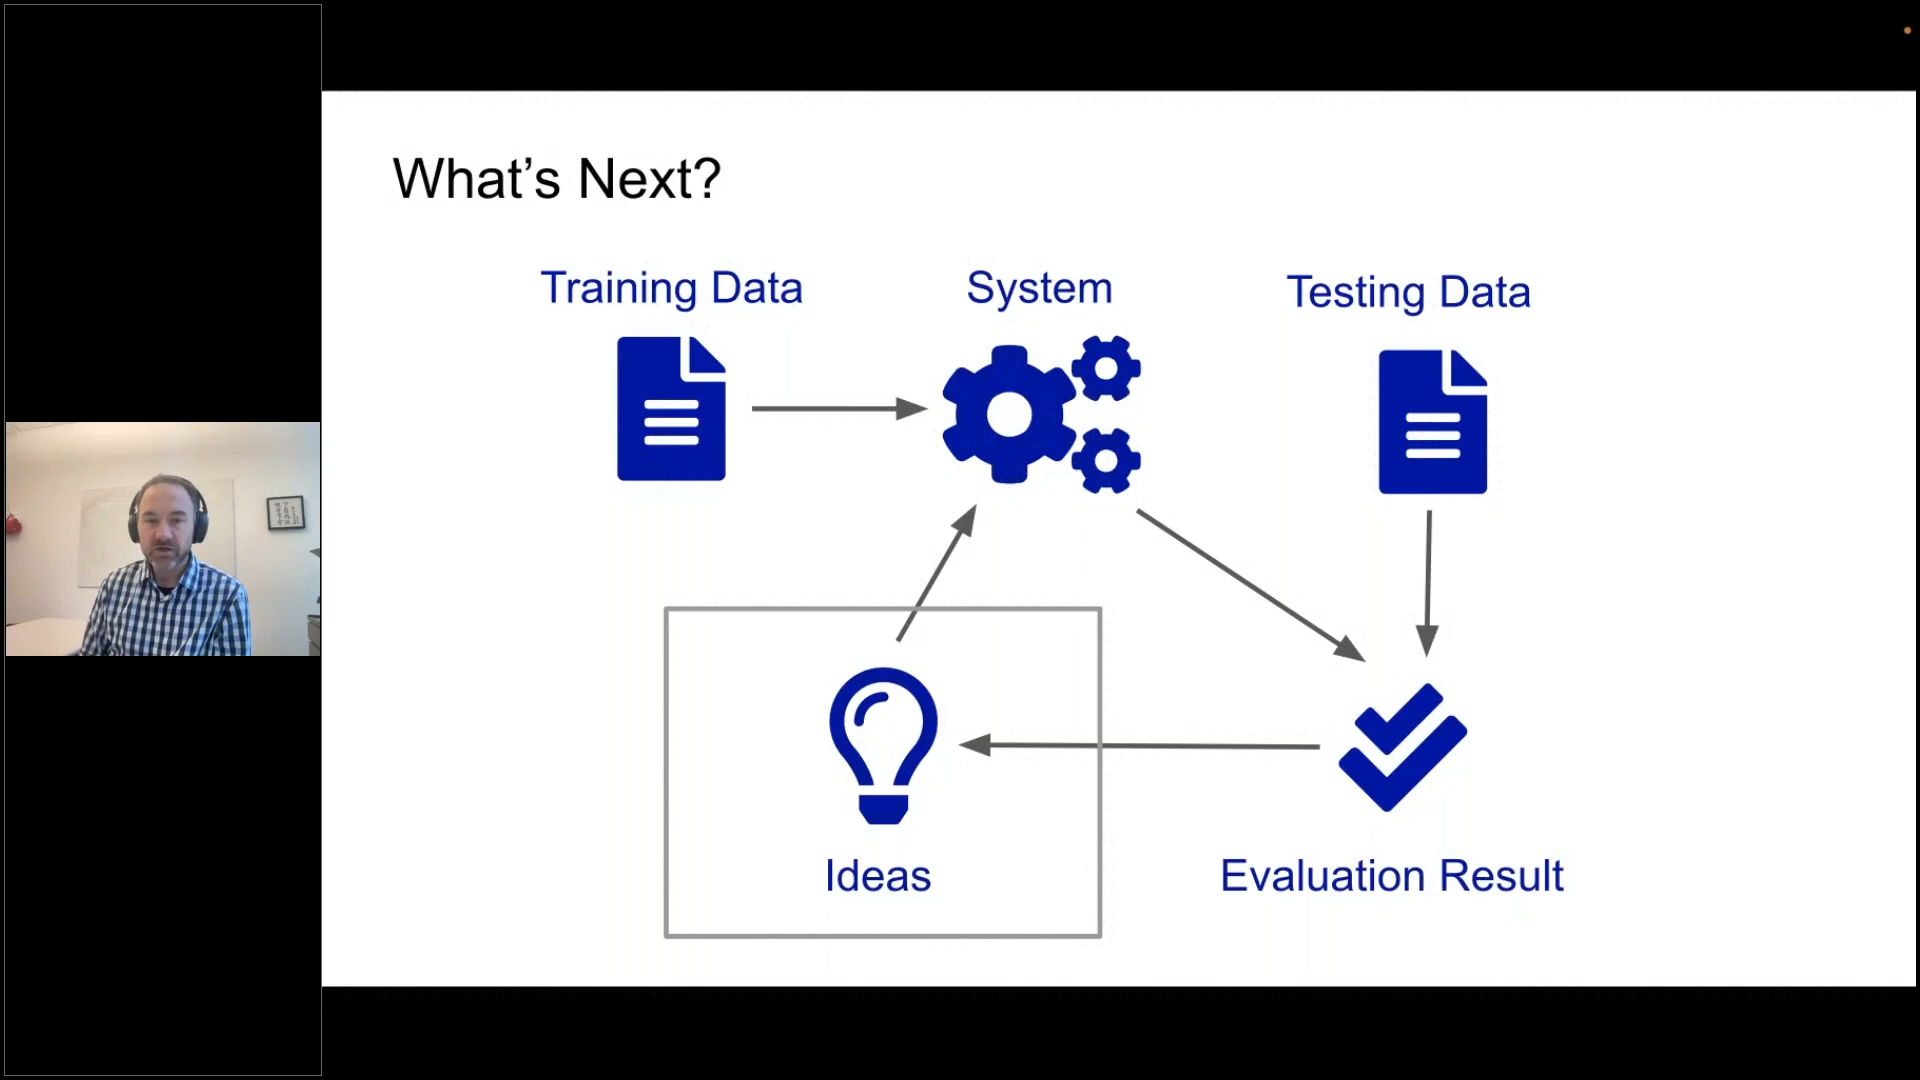 What's Next?
Training Data
System
Testing Data
Ideas
Evaluation Result